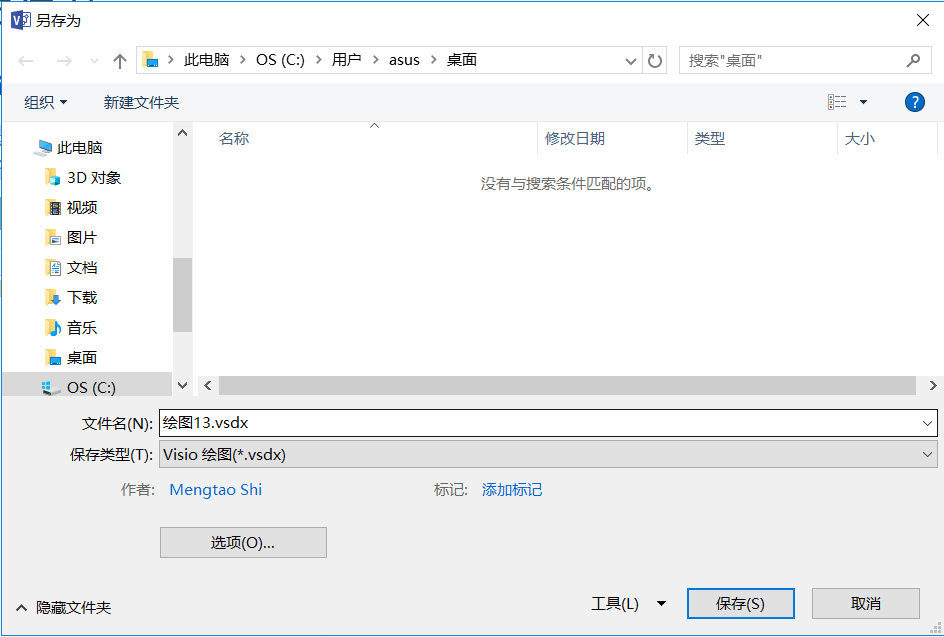 另存为
此电脑 OS (C:) 用户 asus 桌面
搜索"桌面"
组织 新建文件夹
?
名称 修改日期 类型 大小
没有与搜索条件匹配的项。
此电脑
3D 对象
视频
图片
文档
下载
音乐
桌面
OS (C:)
文件名(N): 绘图13.vsdx
保存类型(T): Visio 绘图(*.vsdx)
作者: Mengtao Shi 标记: 添加标记
选项(O)...
隐藏文件夹 工具(L) 保存(S) 取消